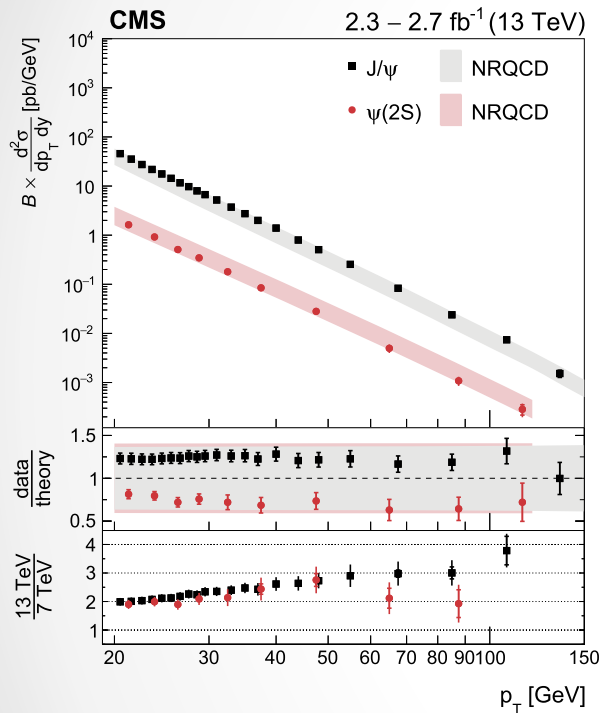 CMS 2.3 – 2.7 fb⁻¹ (13 TeV)
B × d²σ/dp_T dy [pb/GeV]
J/ψ NRQCD
ψ(2S) NRQCD
10⁴
10³
10²
10
1
10⁻¹
10⁻²
10⁻³
data/theory
1.5
1
0.5
13 TeV/7 TeV
4
3
2
1
20 30 40 50 60 70 80 90 100 150
p_T [GeV]